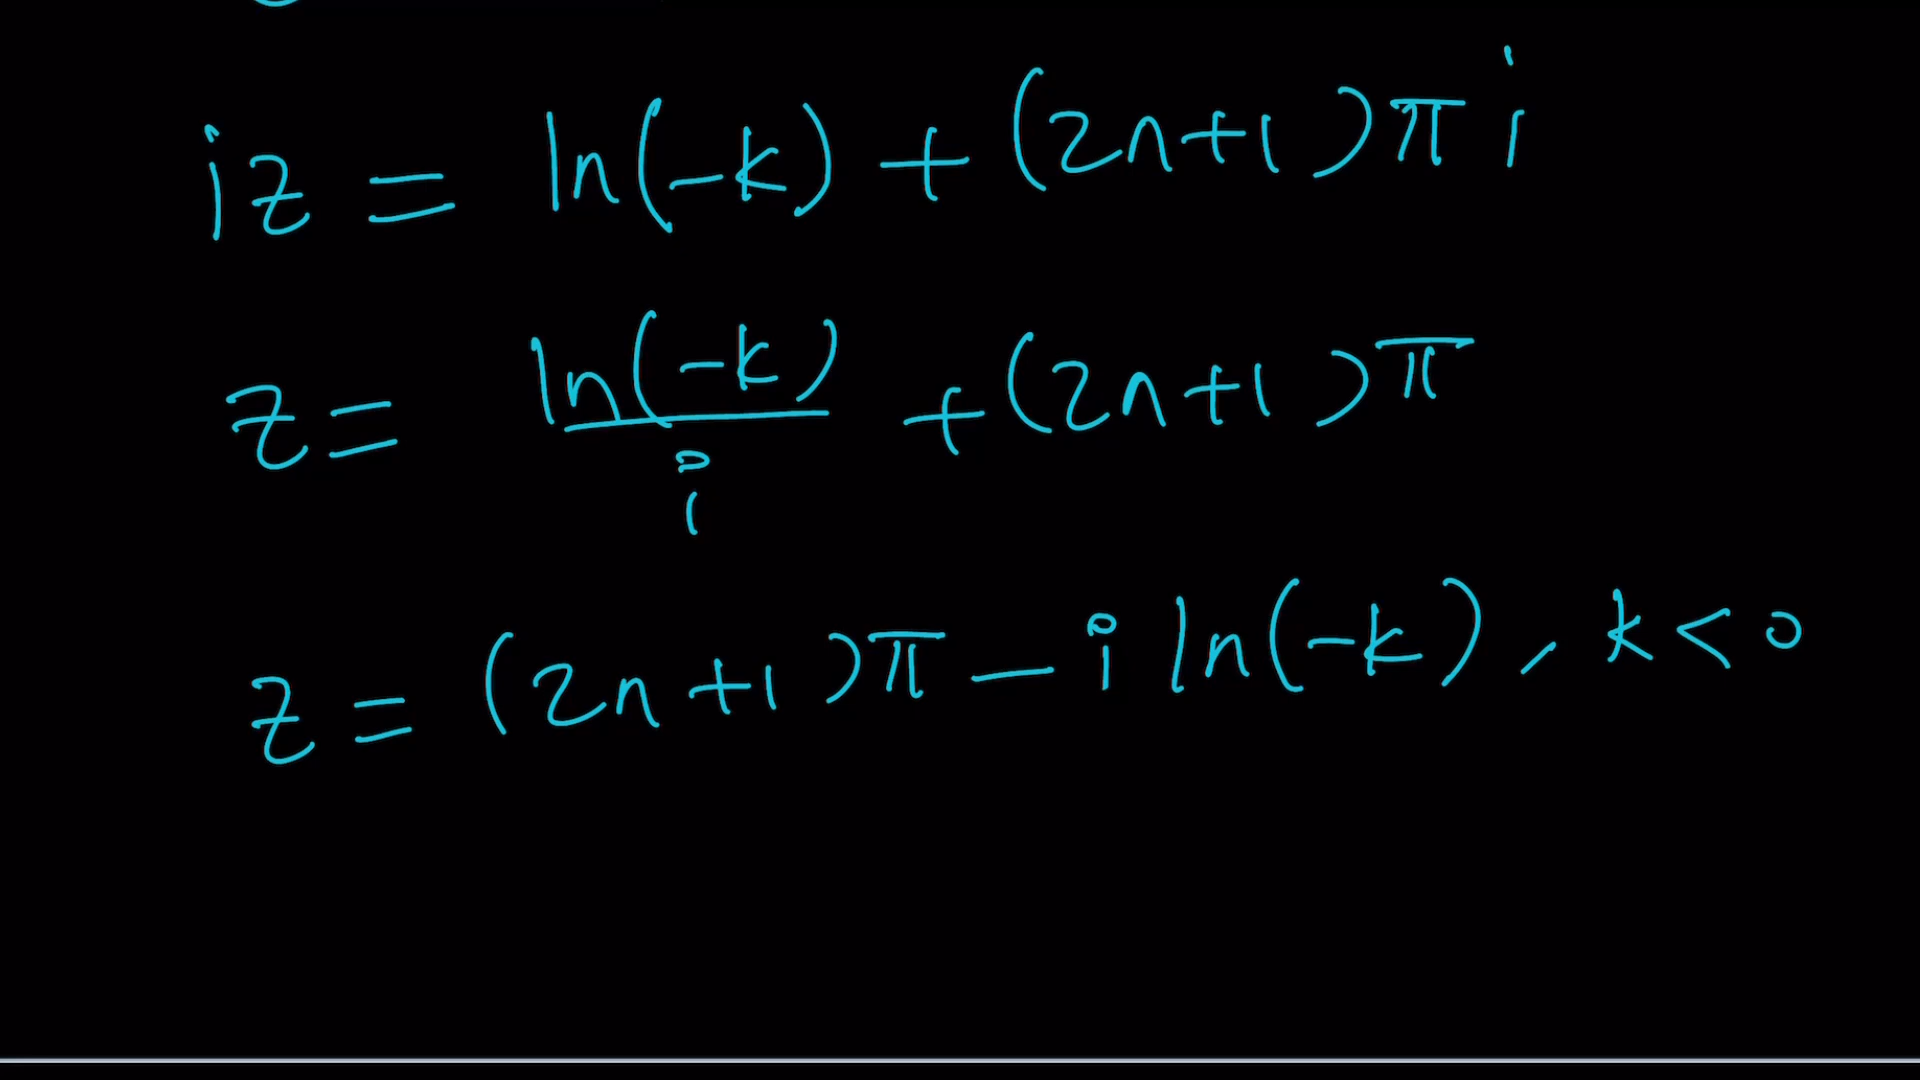 iz = ln(-k) + (2n+1)πi
z = ln(-k)/i + (2n+1)π
z = (2n+1)π - i ln(-k), k<0